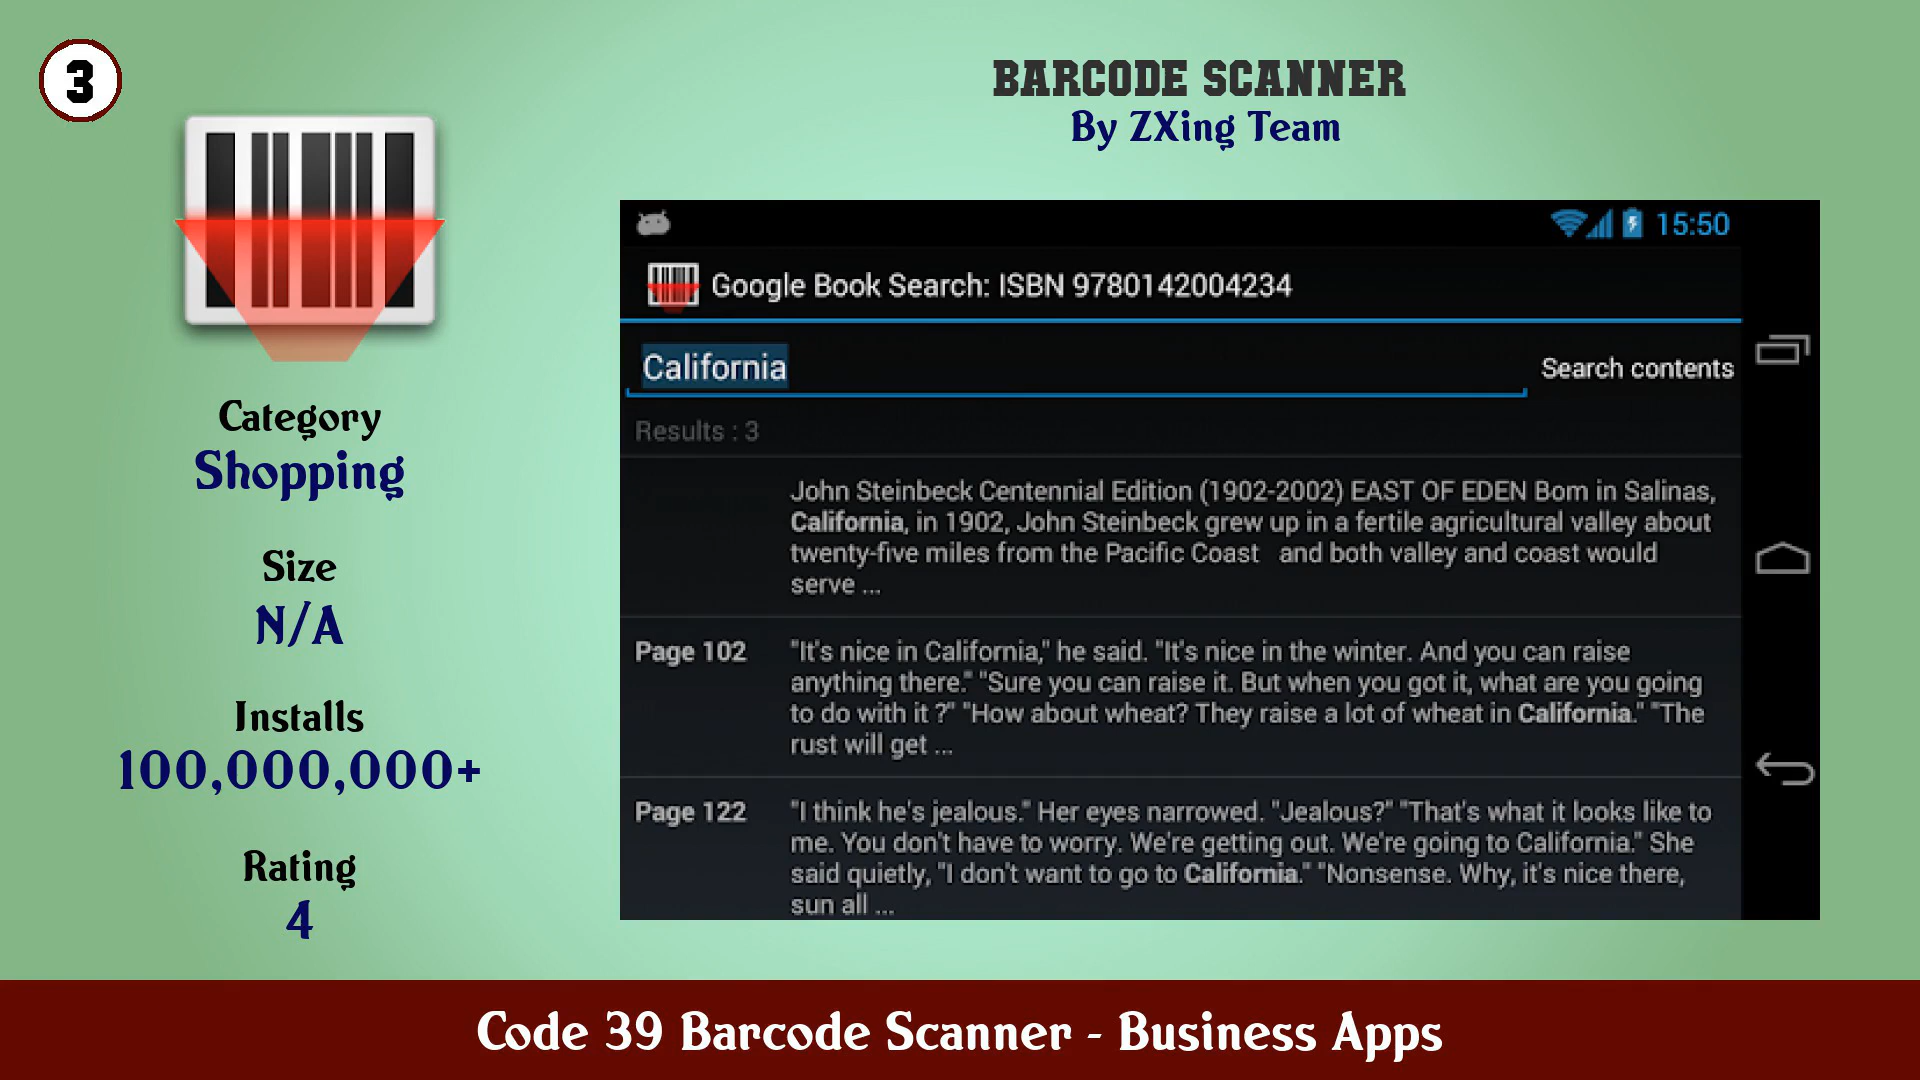 3
BARCODE SCANNER
By ZXing Team
Category
Shopping
Size
N/A
Installs
100,000,000+
Rating
4
15:50
Google Book Search: ISBN 9780142004234
California
Search contents
Results : 3
John Steinbeck Centennial Edition (1902-2002) EAST OF EDEN Born in Salinas,
California, in 1902, John Steinbeck grew up in a fertile agricultural valley about
twenty-five miles from the Pacific Coast and both valley and coast would
serve ...
Page 102
"It's nice in California," he said. "It's nice in the winter. And you can raise
anything there." "Sure you can raise it. But when you got it, what are you going
to do with it ?" "How about wheat? They raise a lot of wheat in California." "The
rust will get ...
Page 122
"I think he's jealous." Her eyes narrowed. "Jealous?" "That's what it looks like to
me. You don't have to worry. We're getting out. We're going to California." She
said quietly, "I don't want to go to California." "Nonsense. Why, it's nice there,
sun all ...
Code 39 Barcode Scanner - Business Apps